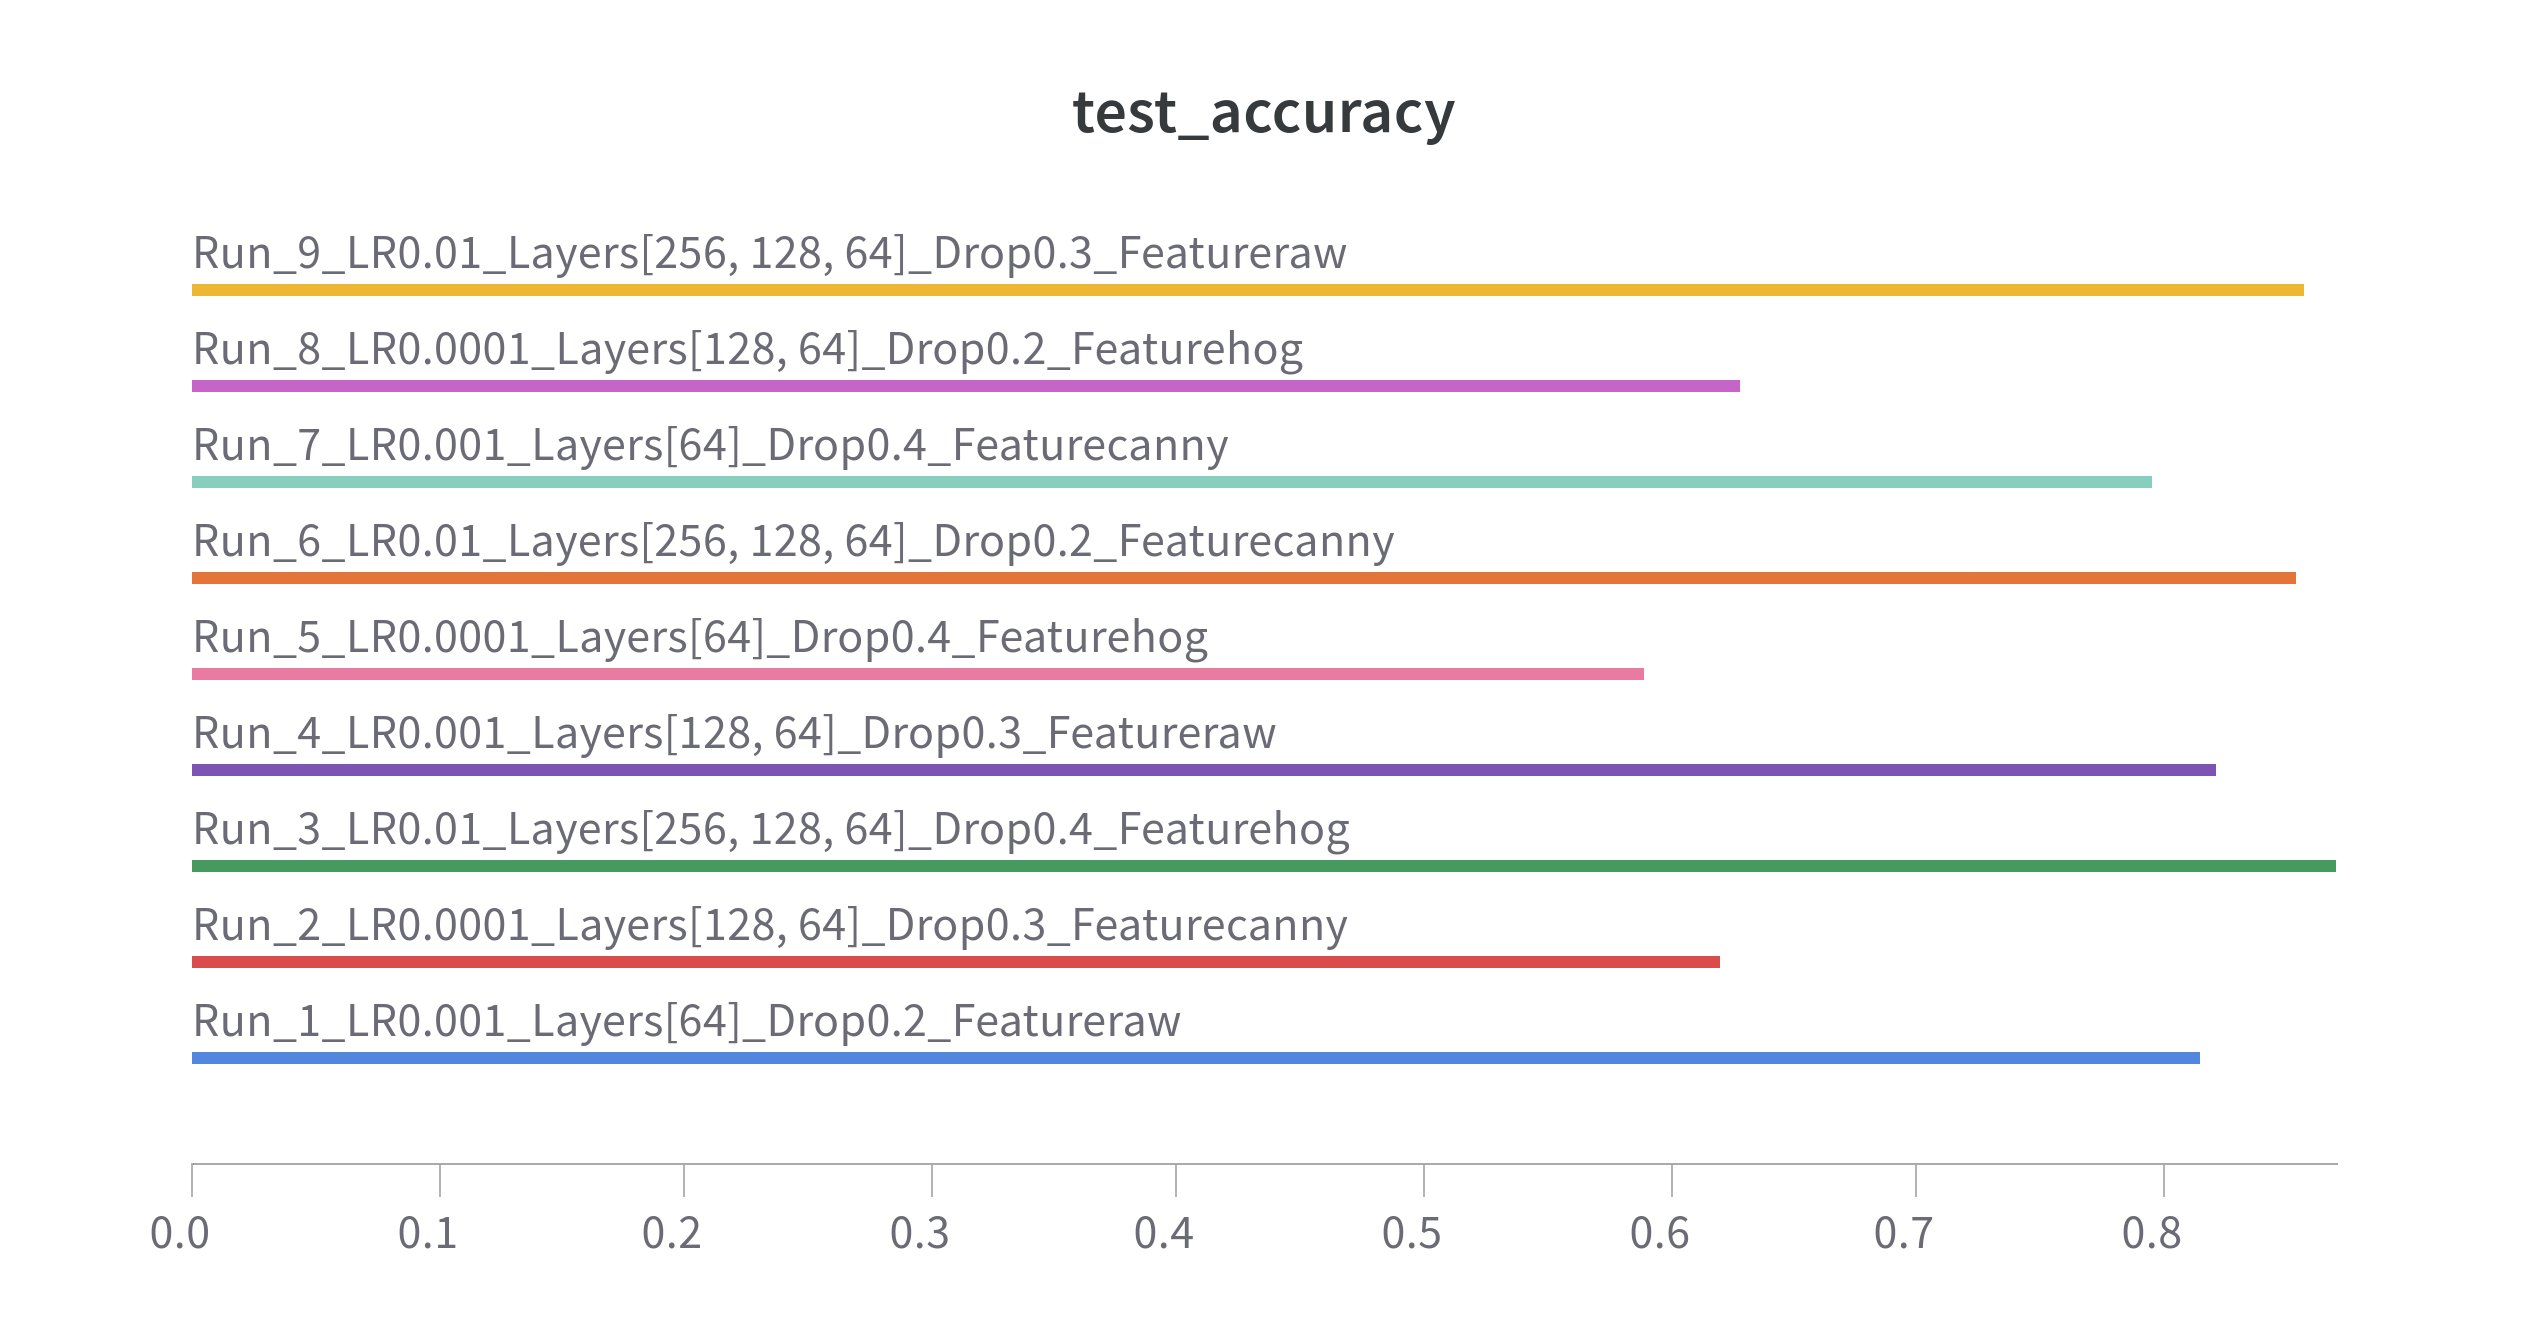 test_accuracy
Run_9_LR0.01_Layers[256, 128, 64]_Drop0.3_Featureraw
Run_8_LR0.0001_Layers[128, 64]_Drop0.2_Featurehog
Run_7_LR0.001_Layers[64]_Drop0.4_Featurecanny
Run_6_LR0.01_Layers[256, 128, 64]_Drop0.2_Featurecanny
Run_5_LR0.0001_Layers[64]_Drop0.4_Featurehog
Run_4_LR0.001_Layers[128, 64]_Drop0.3_Featureraw
Run_3_LR0.01_Layers[256, 128, 64]_Drop0.4_Featurehog
Run_2_LR0.0001_Layers[128, 64]_Drop0.3_Featurecanny
Run_1_LR0.001_Layers[64]_Drop0.2_Featureraw
0.0 0.1 0.2 0.3 0.4 0.5 0.6 0.7 0.8